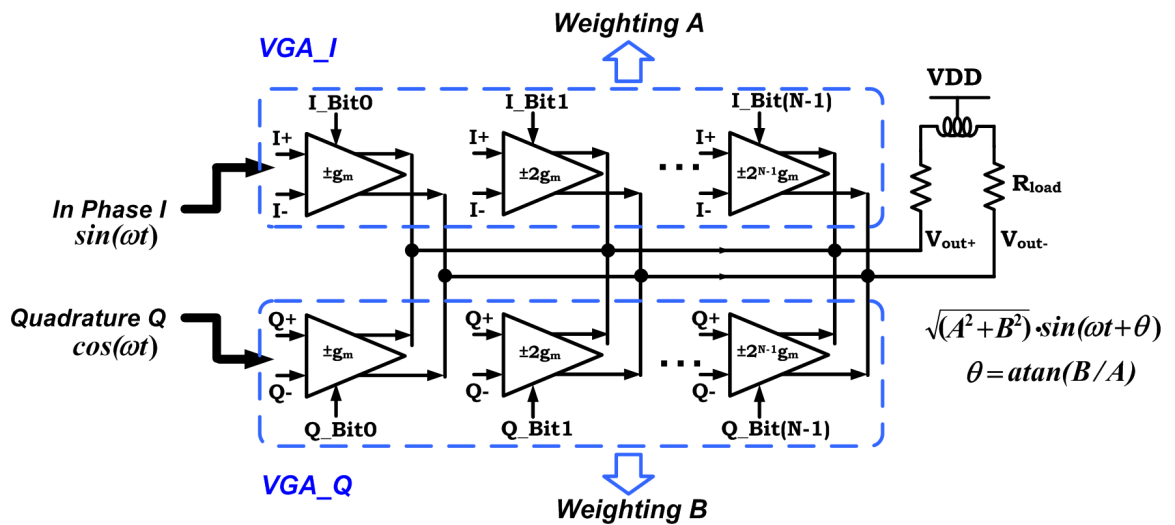 Weighting A
VGA_I
VDD
I_Bit0
I_Bit1
I_Bit(N-1)
I+
I+
I+
±gₘ
±2gₘ
±2ᴺ⁻¹gₘ
I-
I-
I-
Rload
In Phase I
sin(ωt)
Vout+
Vout-
Quadrature Q
cos(ωt)
Q+
Q+
Q+
±gₘ
±2gₘ
±2ᴺ⁻¹gₘ
Q-
Q-
Q-
√(A²+B²)·sin(ωt+θ)
θ=atan(B/A)
Q_Bit0
Q_Bit1
Q_Bit(N-1)
VGA_Q
Weighting B